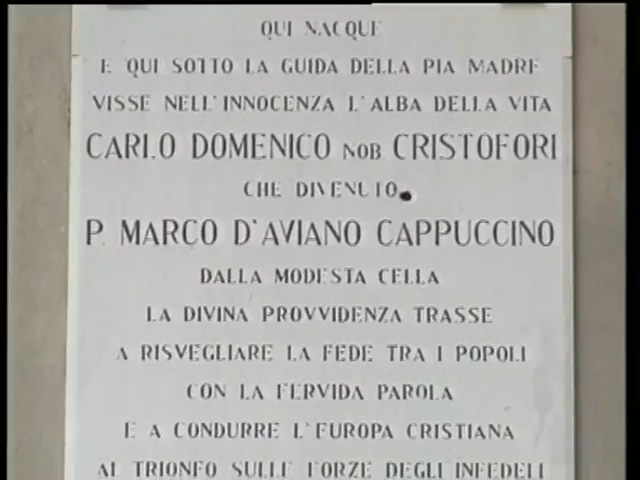 QUI NACQUE
E QUI SOTTO LA GUIDA DELLA PIA MADRE
VISSE NELL'INNOCENZA L'ALBA DELLA VITA
CARLO DOMENICO NOB CRISTOFORI
CHE DIVENUTO
P. MARCO D'AVIANO CAPPUCCINO
DALLA MODESTA CELLA
LA DIVINA PROVVIDENZA TRASSE
A RISVEGLIARE LA FEDE TRA I POPOLI
CON LA FERVIDA PAROLA
E A CONDURRE L'EUROPA CRISTIANA
AL TRIONFO SULLE FORZE DEGLI INFEDELI